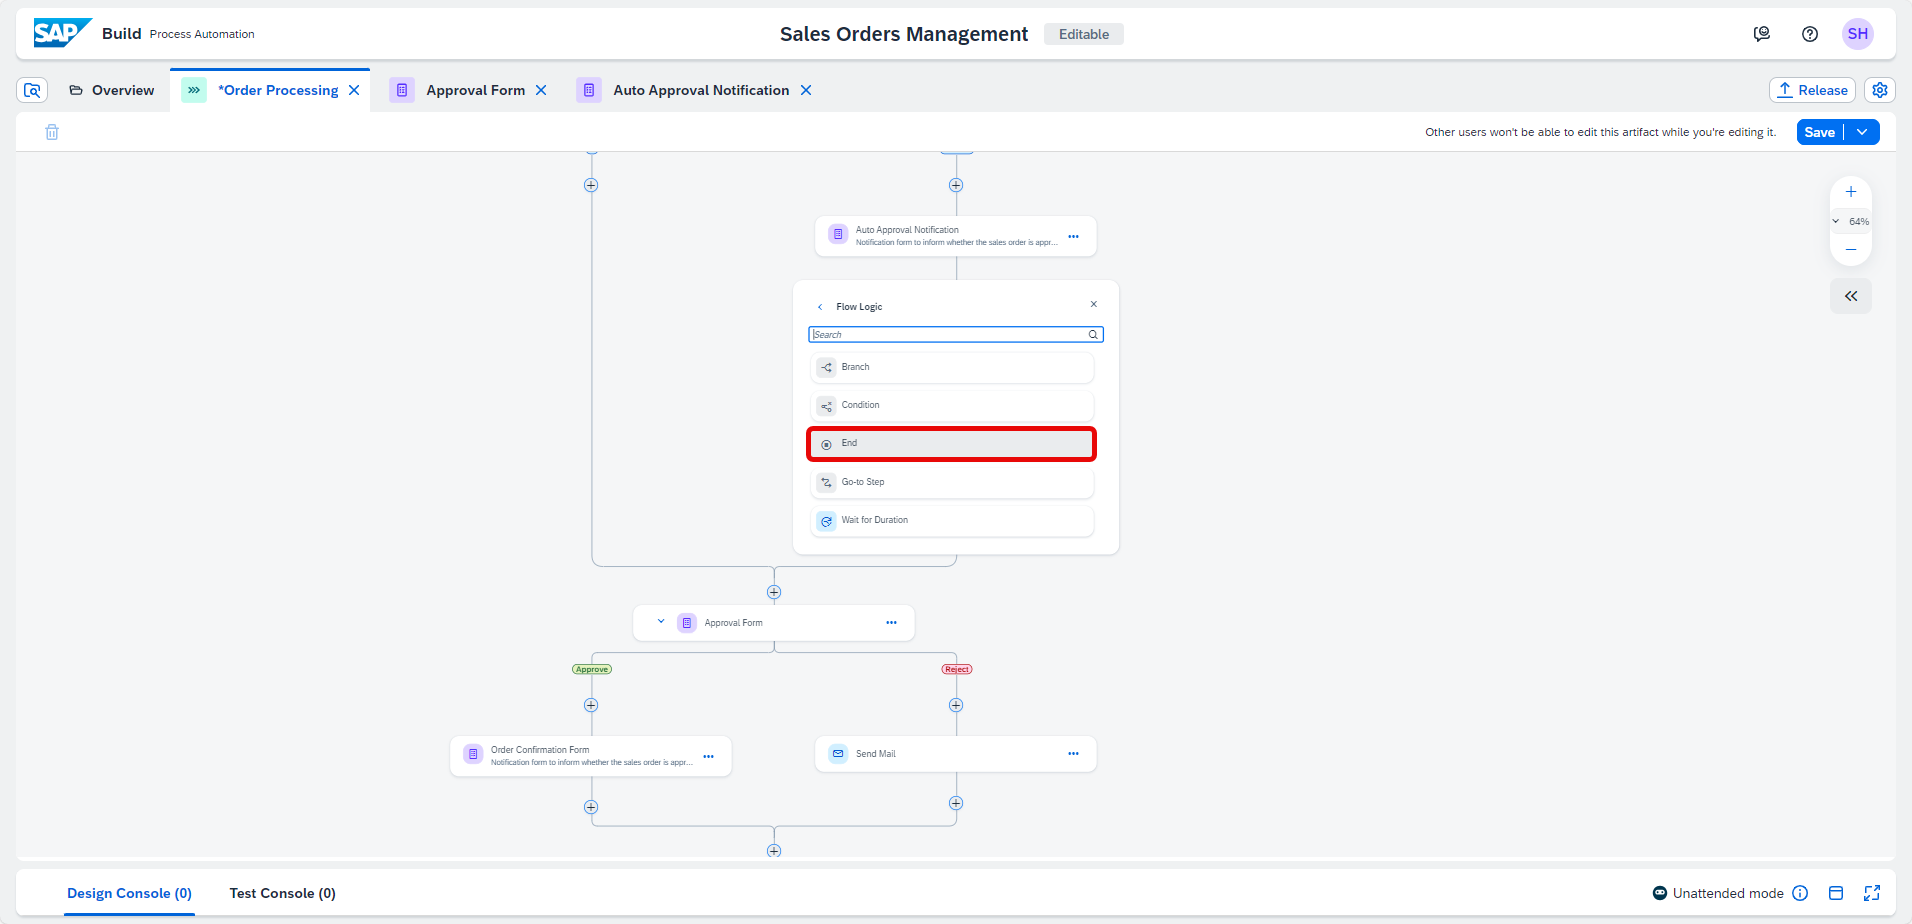 SAP Build Process Automation
Sales Orders Management Editable
SH
Overview
*Order Processing
Approval Form
Auto Approval Notification
Release
Other users won't be able to edit this artifact while you're editing it.
Save
64%
Auto Approval Notification
Notification form to inform whether the sales order is appr...
Flow Logic
Search
Branch
Condition
End
Go-to Step
Wait for Duration
Approval Form
Approve
Reject
Order Confirmation Form
Notification form to inform whether the sales order is appr...
Send Mail
Design Console (0)
Test Console (0)
Unattended mode